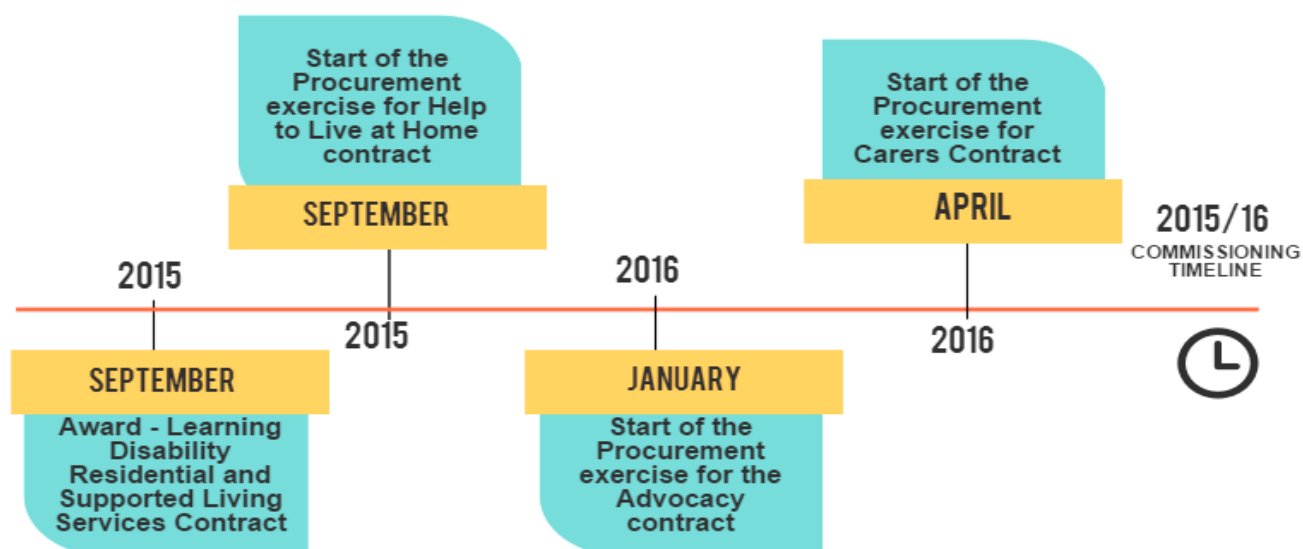 2015
SEPTEMBER
Award - Learning
Disability
Residential and
Supported Living
Services Contract
Start of the
Procurement
exercise for Help
to Live at Home
contract
SEPTEMBER
2015
2016
JANUARY
Start of the
Procurement
exercise for the
Advocacy
contract
Start of the
Procurement
exercise for
Carers Contract
APRIL
2016
2015/16
COMMISSIONING
TIMELINE